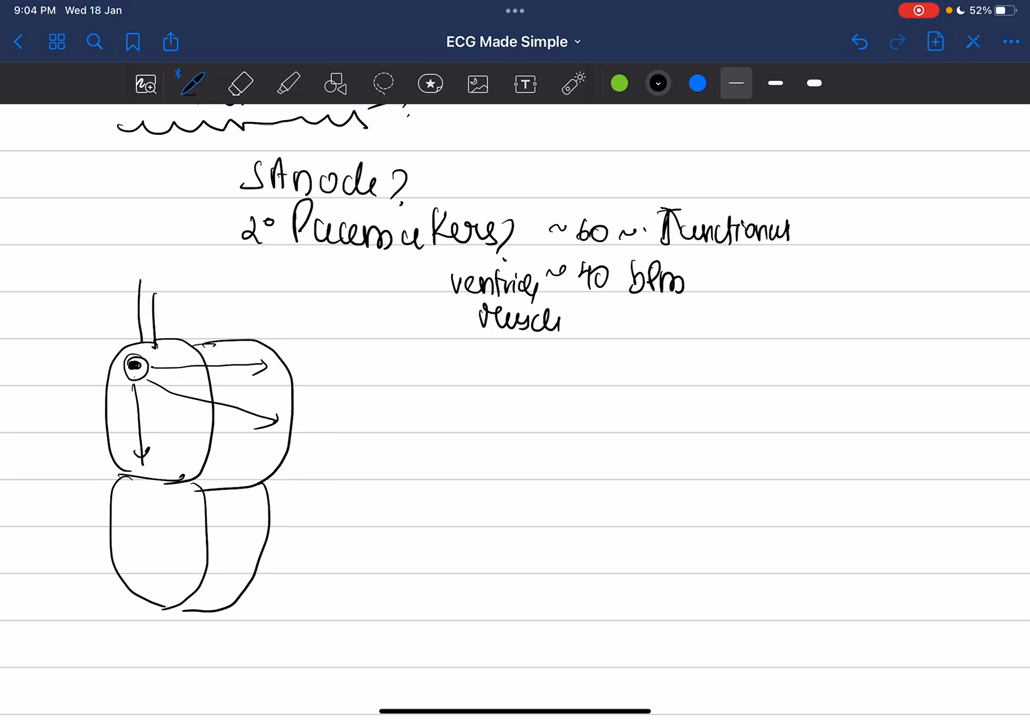 9:04 PM Wed 18 Jan
52%
ECG Made Simple
T
?
SA node?
2° Pacemakers? ~60~ Junctional
ventricle ~ 40 bpm
muscle